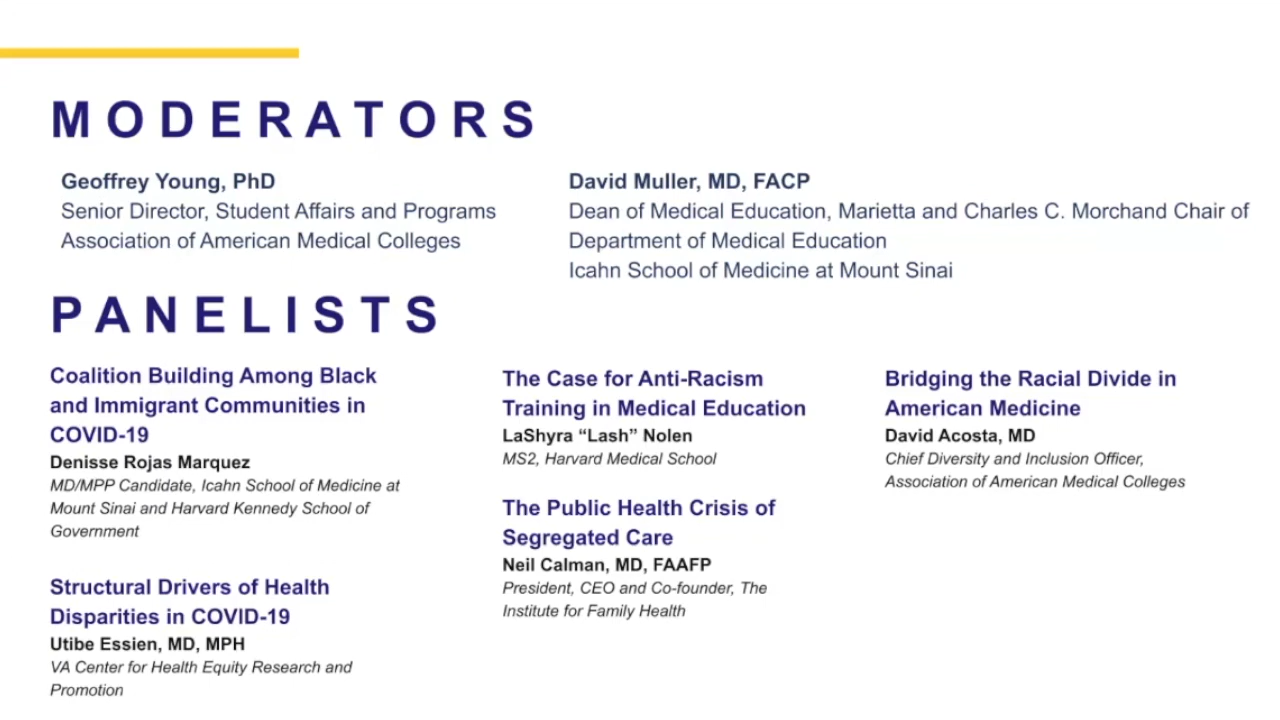 MODERATORS
Geoffrey Young, PhD
Senior Director, Student Affairs and Programs
Association of American Medical Colleges
David Muller, MD, FACP
Dean of Medical Education, Marietta and Charles C. Morchand Chair of
Department of Medical Education
Icahn School of Medicine at Mount Sinai
PANELISTS
Coalition Building Among Black
and Immigrant Communities in
COVID-19
Denisse Rojas Marquez
MD/MPP Candidate, Icahn School of Medicine at
Mount Sinai and Harvard Kennedy School of
Government
Structural Drivers of Health
Disparities in COVID-19
Utibe Essien, MD, MPH
VA Center for Health Equity Research and
Promotion
The Case for Anti-Racism
Training in Medical Education
LaShyra “Lash” Nolen
MS2, Harvard Medical School
The Public Health Crisis of
Segregated Care
Neil Calman, MD, FAAFP
President, CEO and Co-founder, The
Institute for Family Health
Bridging the Racial Divide in
American Medicine
David Acosta, MD
Chief Diversity and Inclusion Officer,
Association of American Medical Colleges